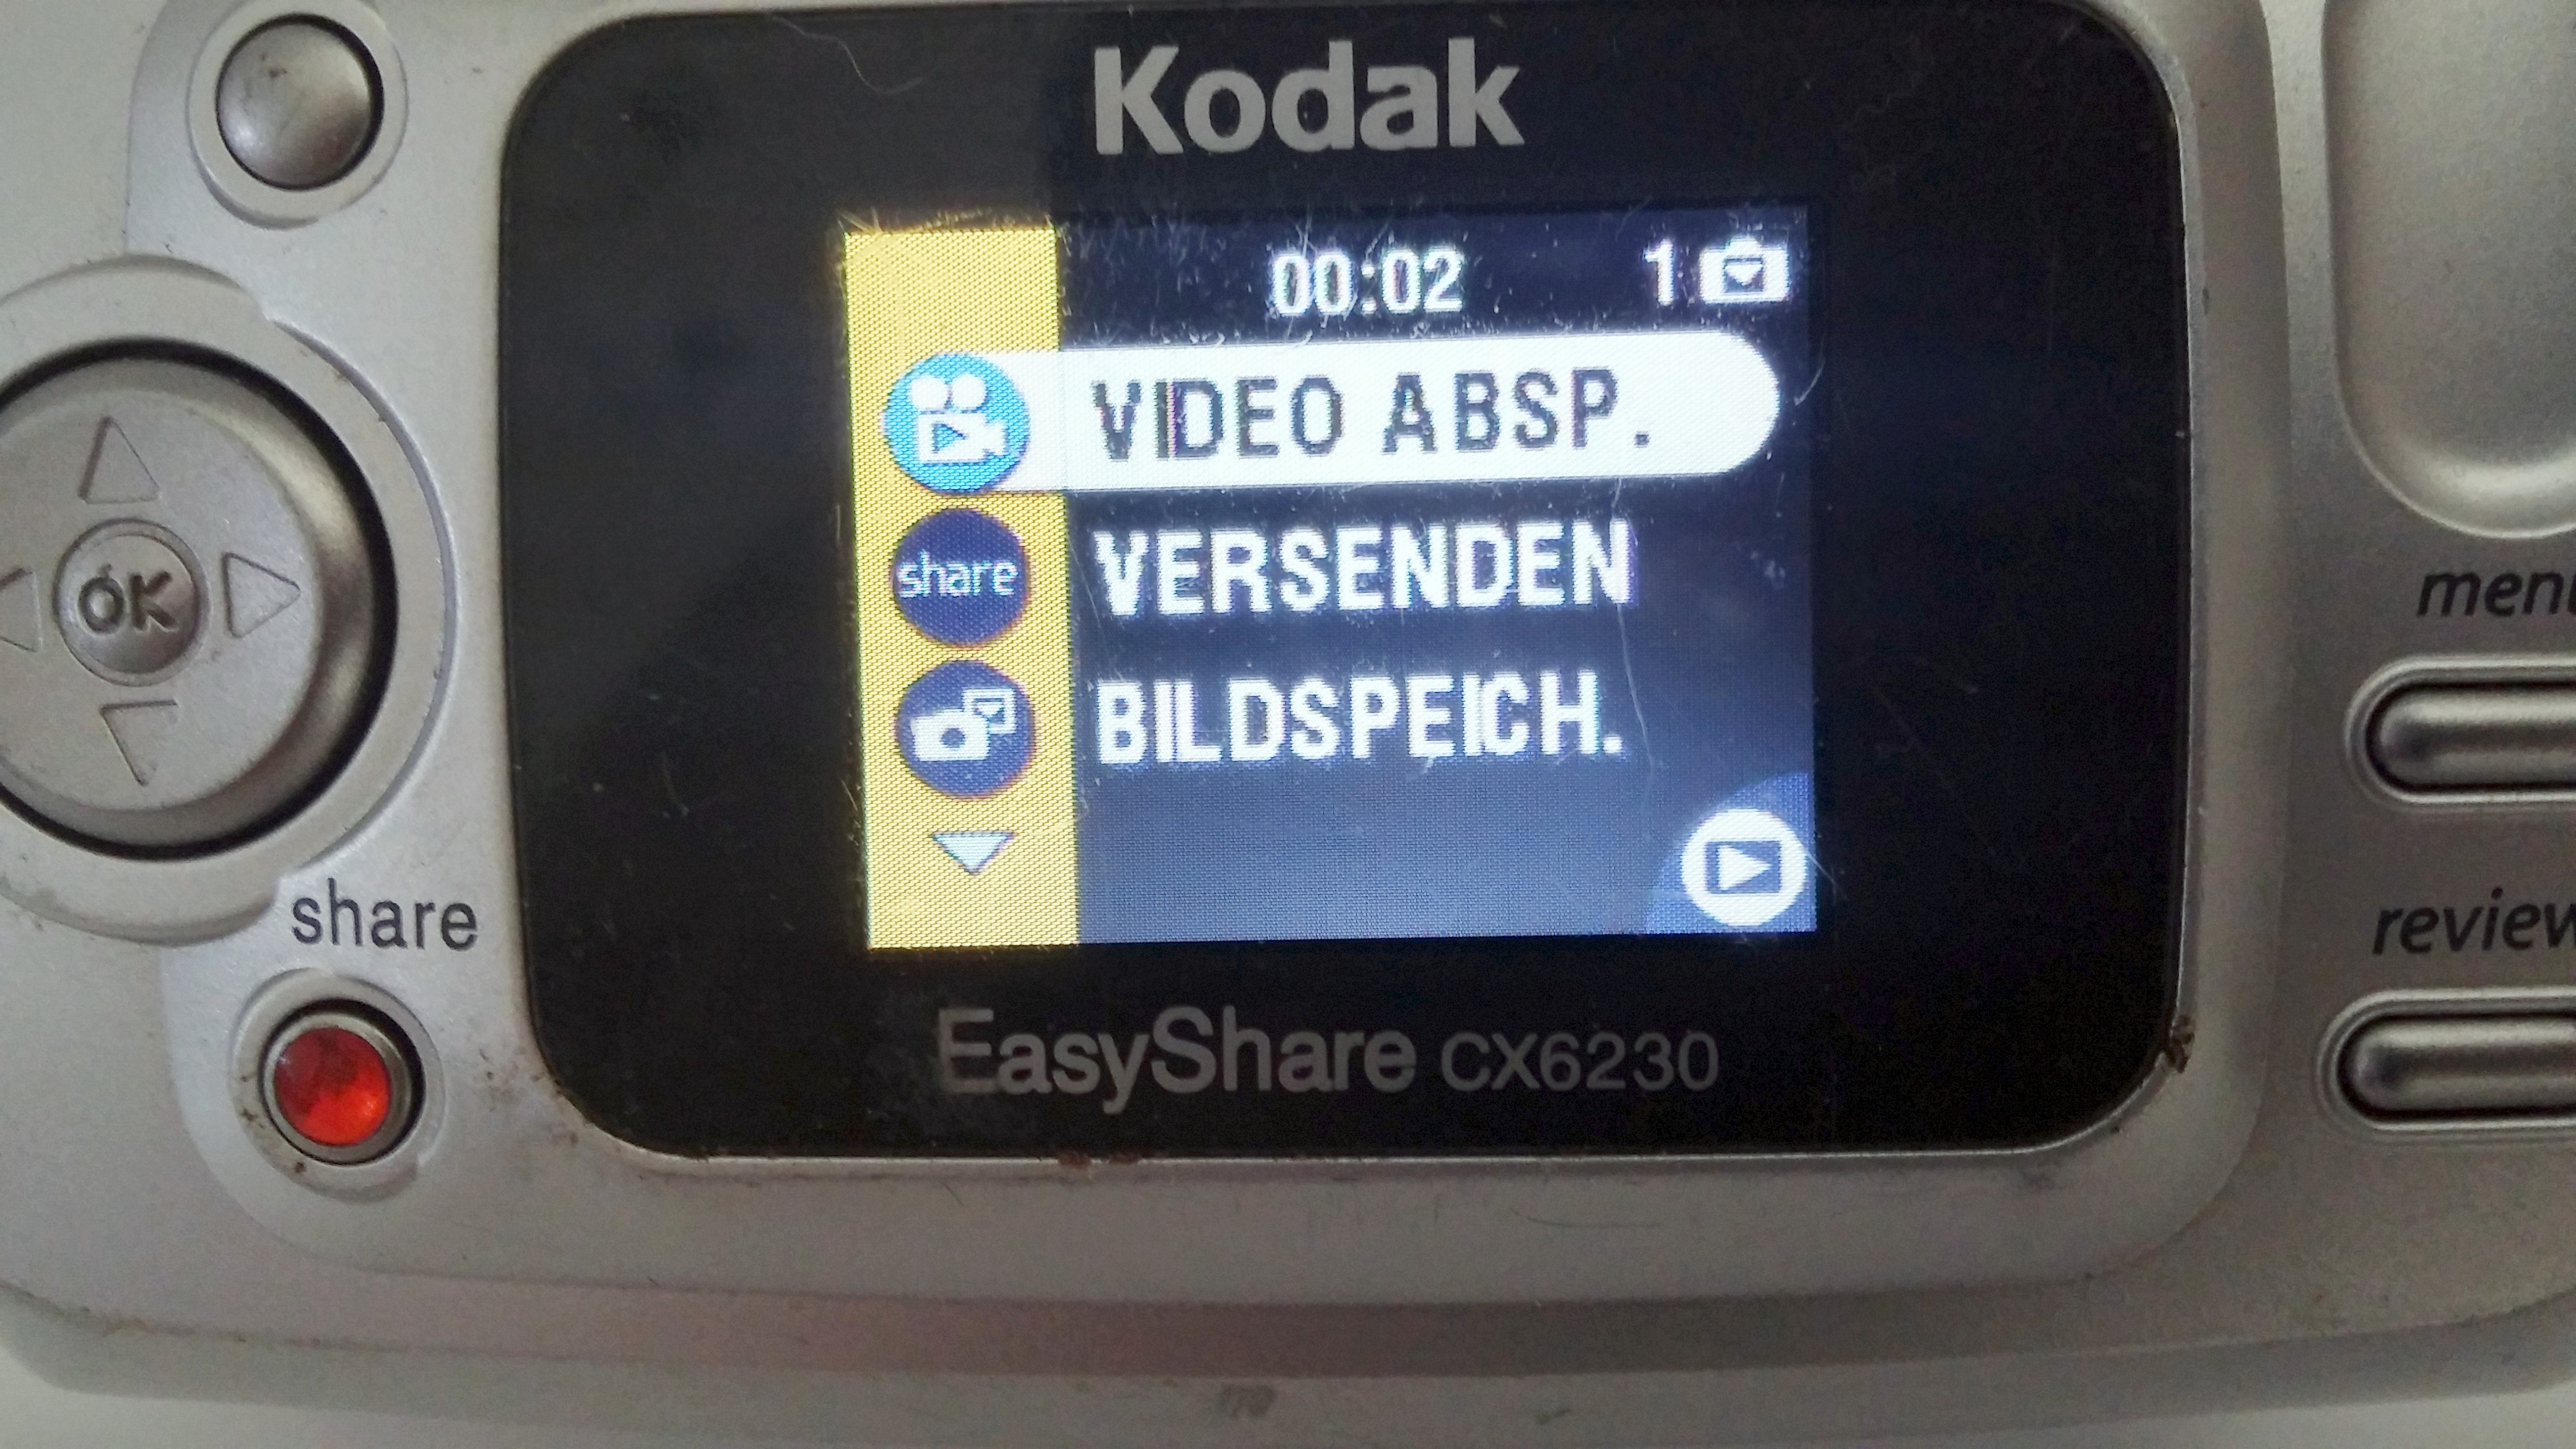 Kodak
00:02 1
VIDEO ABSP.
share VERSENDEN
BILDSPEICH.
EasyShare CX6230
OK
share
menu
review